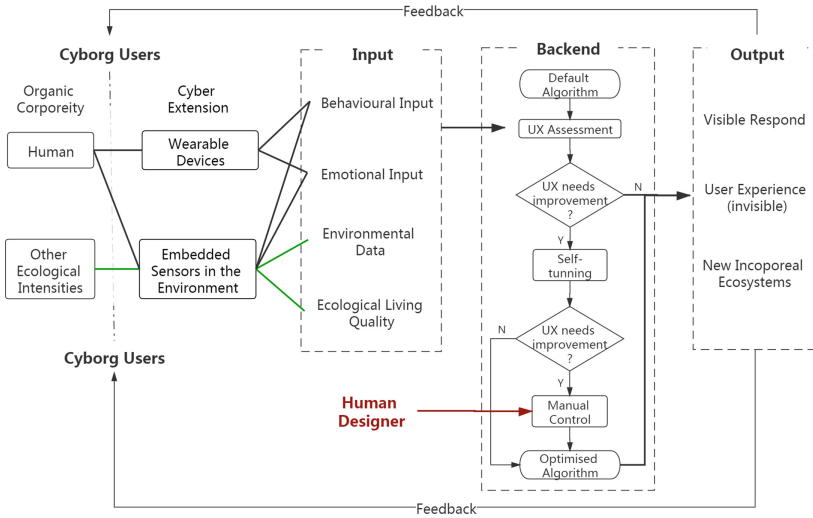 Feedback
Cyborg Users
Input
Backend
Output
Organic
Corporeity
Cyber
Extension
Human
Wearable
Devices
Other
Ecological
Intensities
Embedded
Sensors in the
Environment
Cyborg Users
Behavioural Input
Emotional Input
Environmental
Data
Ecological Living
Quality
Default
Algorithm
UX Assessment
UX needs
improvement
?
N
Y
Self-
tunning
UX needs
improvement
?
N
Y
Human
Designer
Manual
Control
Optimised
Algorithm
Visible Respond
User Experience
(invisible)
New Incoporeal
Ecosystems
Feedback